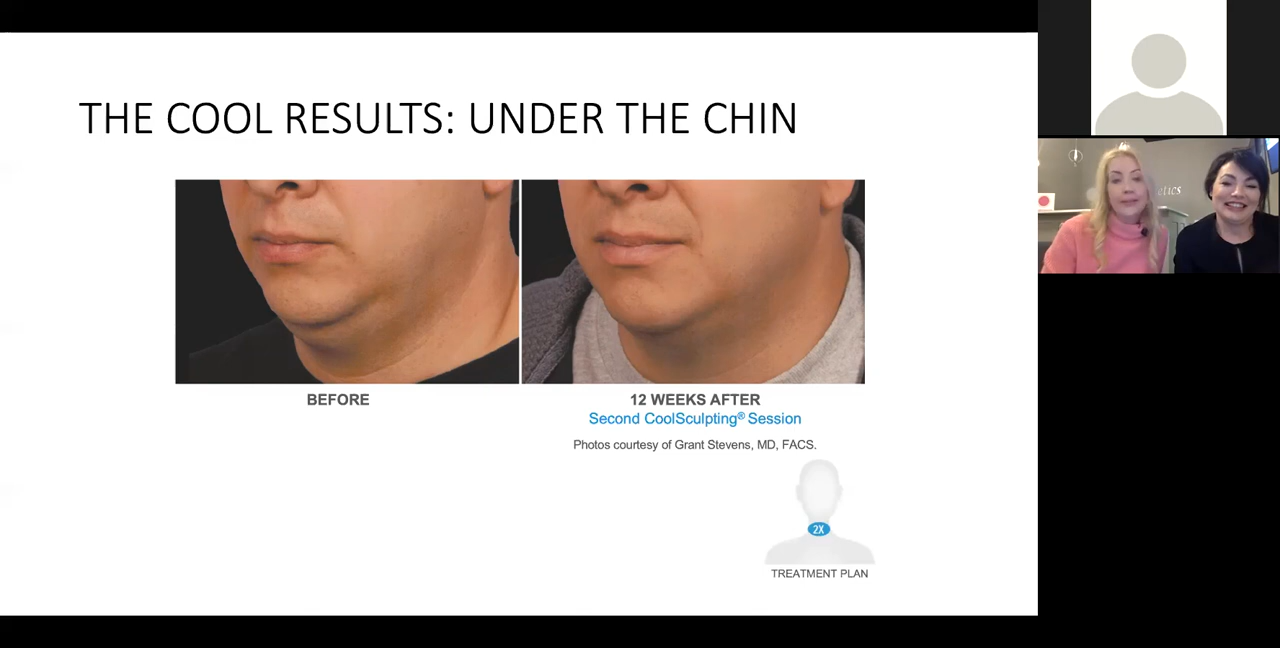 THE COOL RESULTS: UNDER THE CHIN
BEFORE
12 WEEKS AFTER
Second CoolSculpting® Session
Photos courtesy of Grant Stevens, MD, FACS.
2X
TREATMENT PLAN